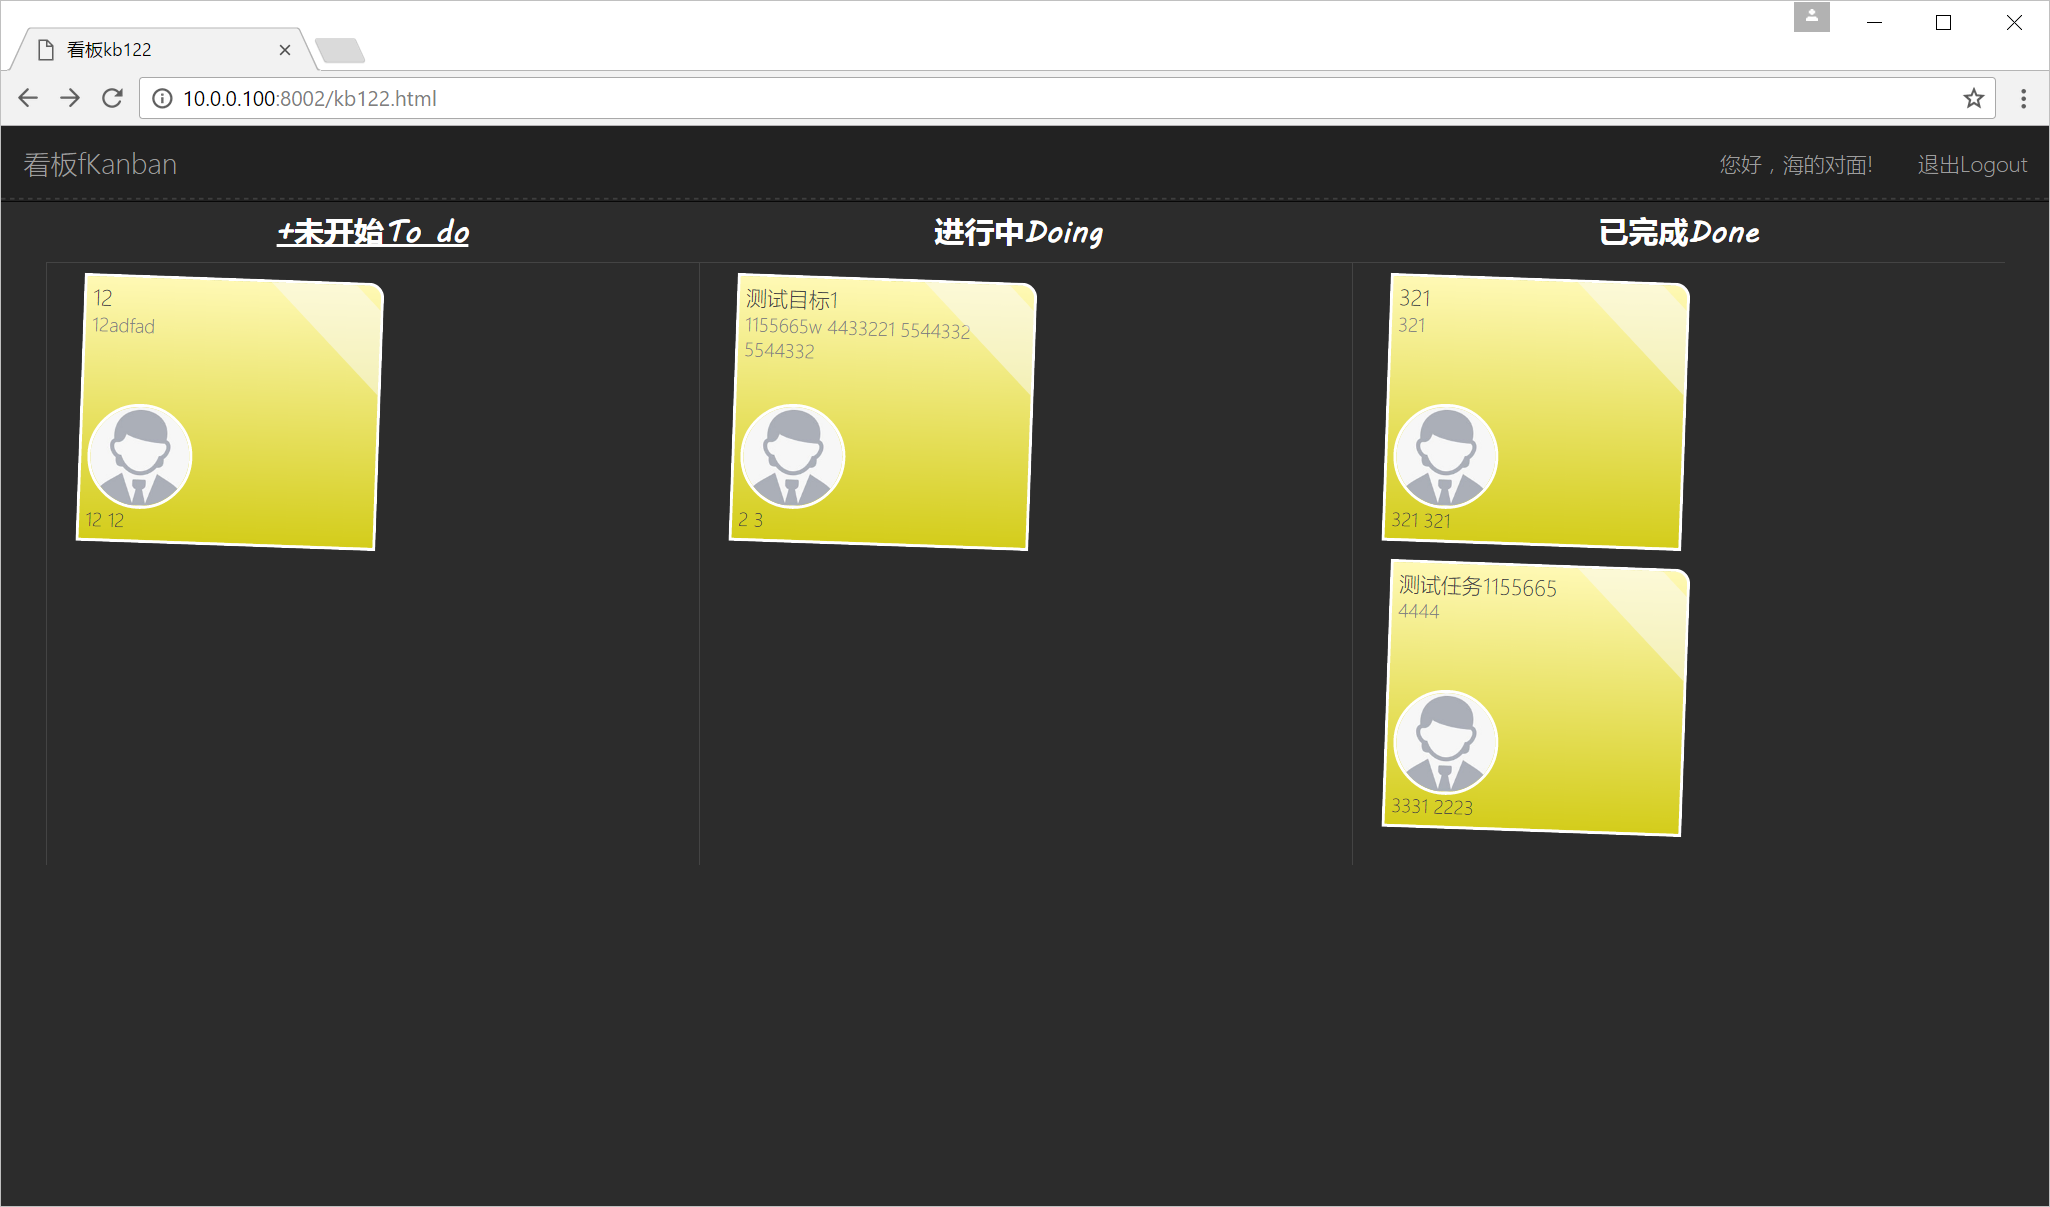 看板kb122
10.0.0.100:8002/kb122.html
看板fKanban
您好，海的对面!
退出Logout
+未开始To do
进行中Doing
已完成Done
12
12adfad
12 12
测试目标1
1155665w 4433221 5544332
5544332
2 3
321
321
321 321
测试任务1155665
4444
3331 2223